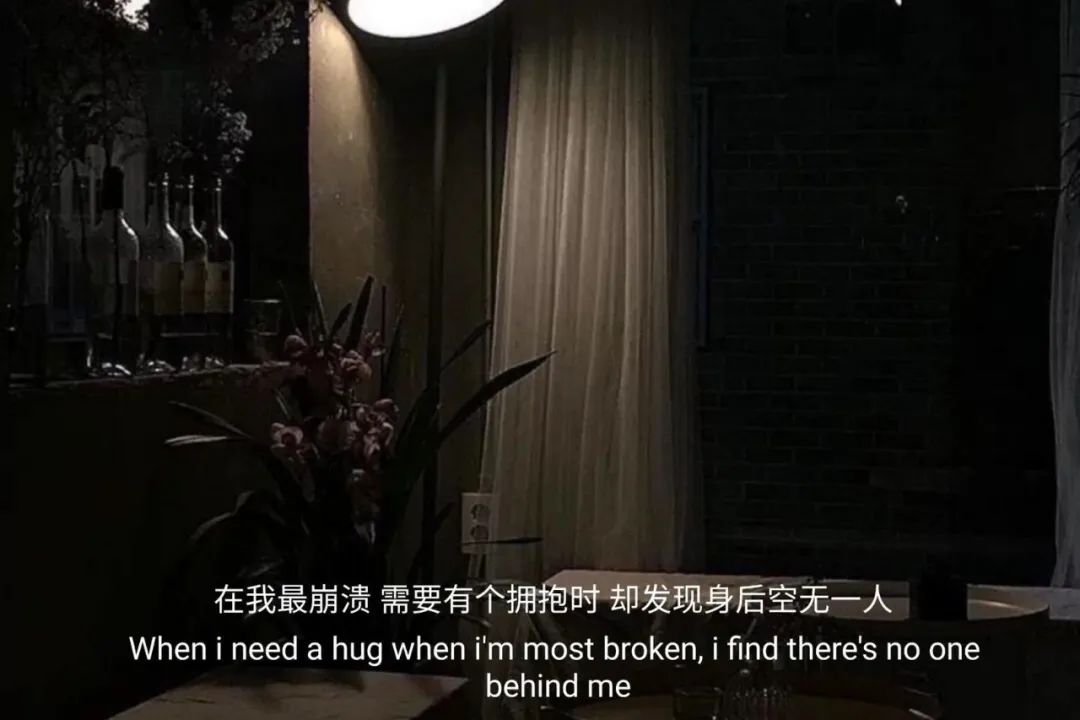 在我最崩溃 需要有个拥抱时 却发现身后空无一人
When i need a hug when i'm most broken, i find there's no one
behind me